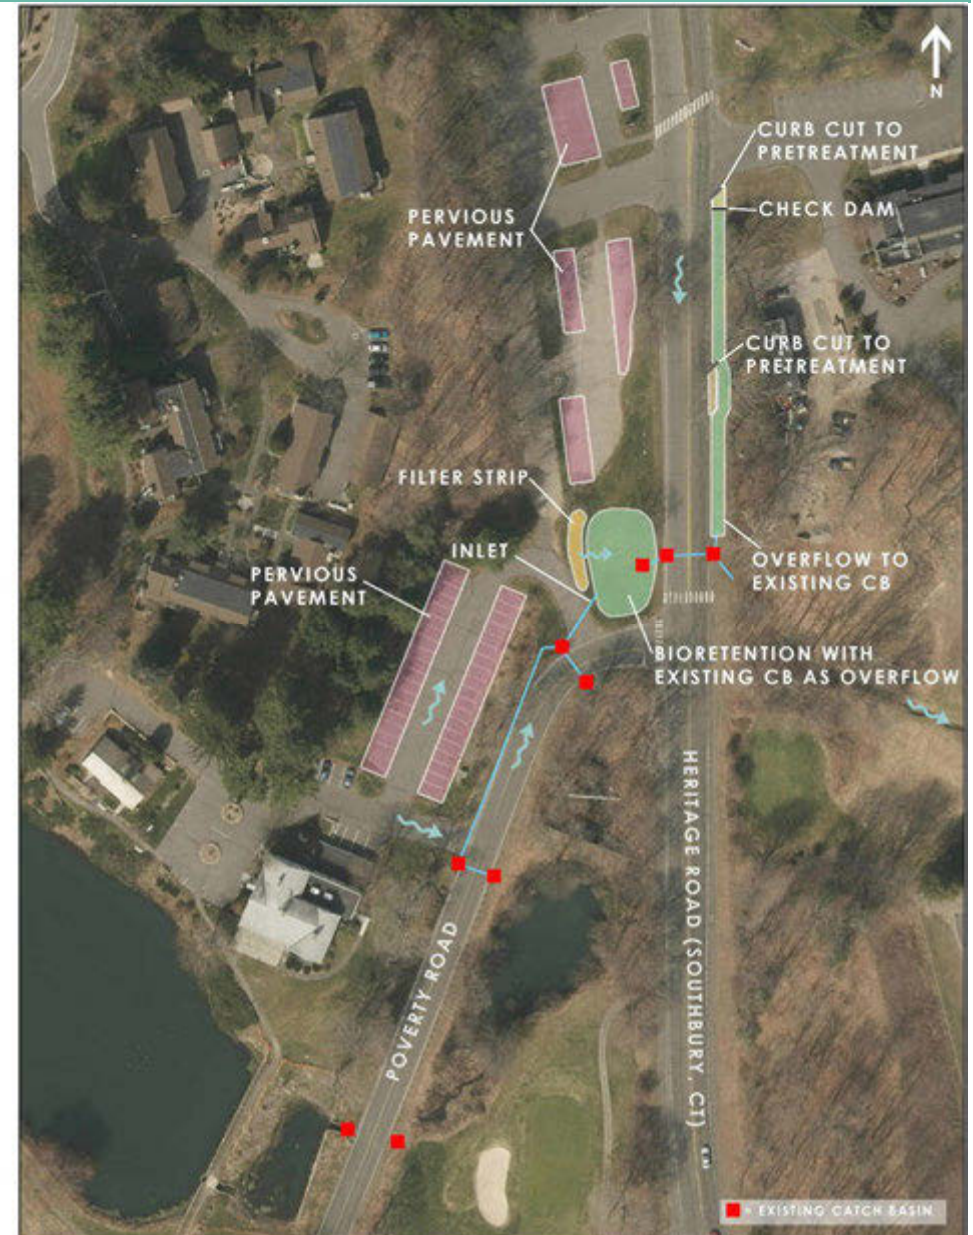 N
CURB CUT TO
PRETREATMENT
CHECK DAM
PERVIOUS
PAVEMENT
CURB CUT TO
PRETREATMENT
FILTER STRIP
INLET
OVERFLOW TO
EXISTING CB
PERVIOUS
PAVEMENT
BIORETENTION WITH
EXISTING CB AS OVERFLOW
HERITAGE ROAD (SOUTHBURY, CT)
POVERTY ROAD
= EXISTING CATCH BASIN